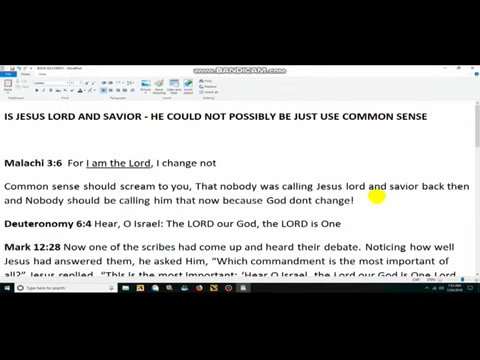 WWW.BANDICAM.COM
IS JESUS LORD AND SAVIOR - HE COULD NOT POSSIBLY BE JUST USE COMMON SENSE
Malachi 3:6 For I am the Lord, I change not
Common sense should scream to you, That nobody was calling Jesus lord and savior back then
and Nobody should be calling him that now because God dont change!
Deuteronomy 6:4 Hear, O Israel: The LORD our God, the LORD is One
Mark 12:28 Now one of the scribes had come up and heard their debate. Noticing how well
Jesus had answered them, he asked Him, “Which commandment is the most important of
all?” Jesus replied, “This is the most important: ‘Hear O Israel, the Lord our God is One Lord
Type here to search